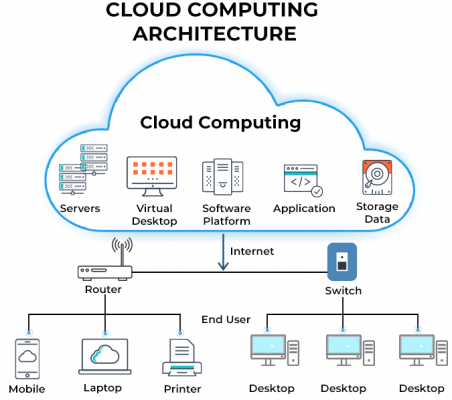 CLOUD COMPUTING
ARCHITECTURE
Cloud Computing
Servers
Virtual
Desktop
Software
Platform
Application
Storage
Data
Internet
Router
Switch
End User
Mobile
Laptop
Printer
Desktop
Desktop
Desktop